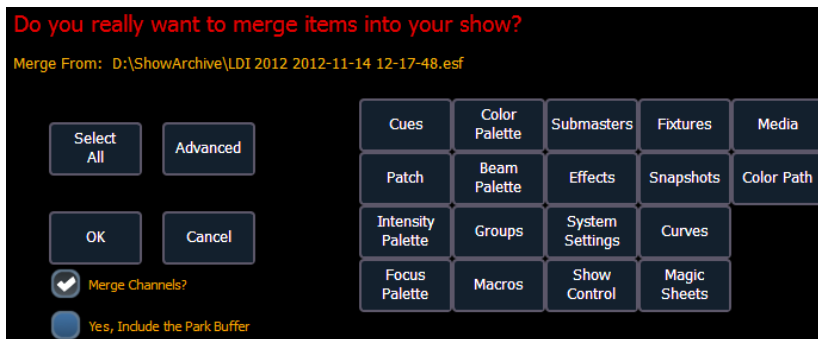 Do you really want to merge items into your show?
Merge From: D:\ShowArchive\LDI 2012 2012-11-14 12-17-48.esf
Select
All
Advanced
OK
Cancel
Merge Channels?
Yes, Include the Park Buffer
Cues
Color
Palette
Submasters
Fixtures
Media
Patch
Beam
Palette
Effects
Snapshots
Color Path
Intensity
Palette
Groups
System
Settings
Curves
Focus
Palette
Macros
Show
Control
Magic
Sheets